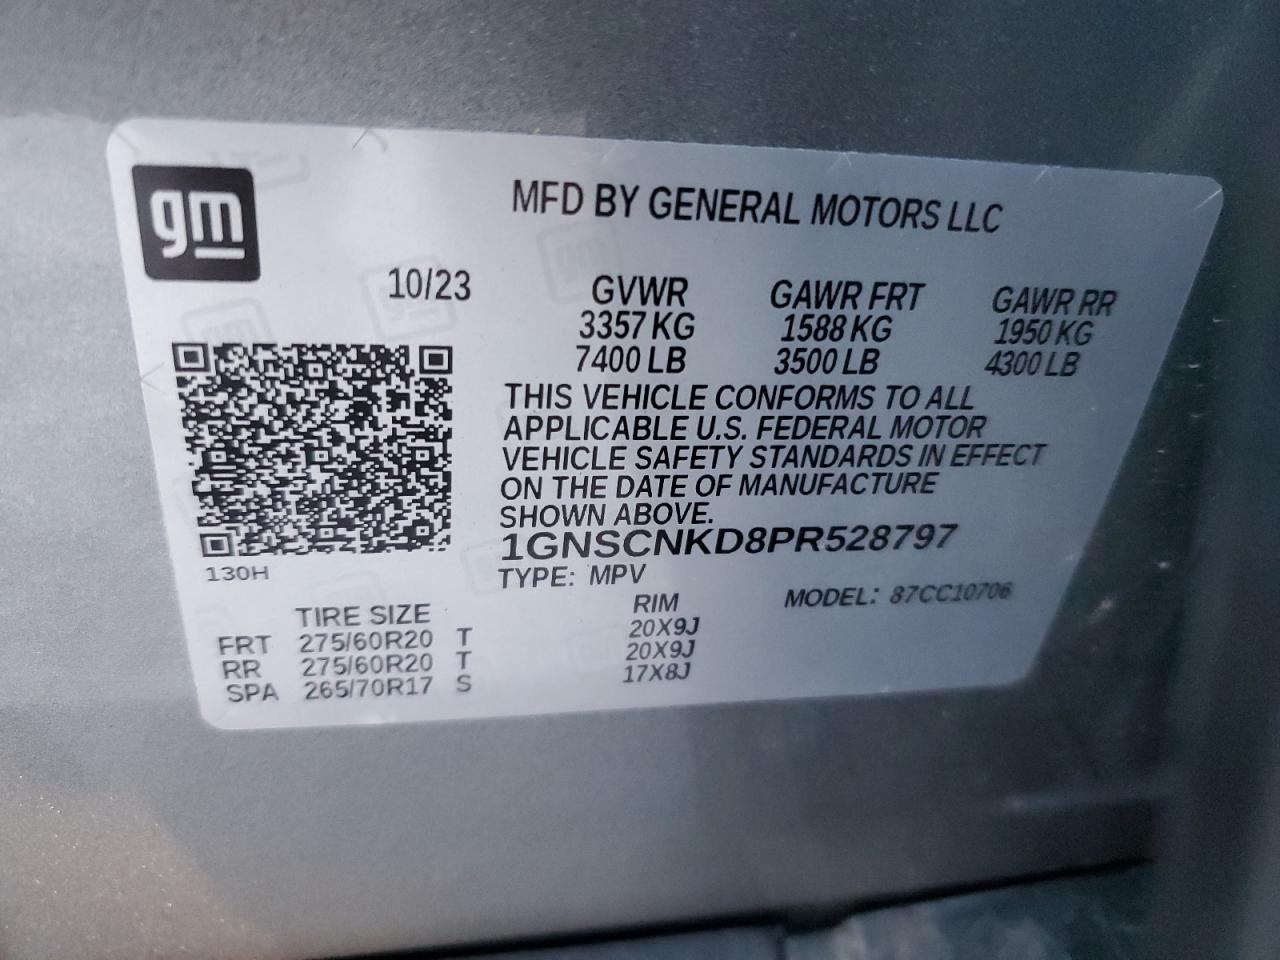 gm
MFD BY GENERAL MOTORS LLC
10/23
GVWR GAWR FRT GAWR RR
3357 KG 1588 KG 1950 KG
7400 LB 3500 LB 4300 LB
THIS VEHICLE CONFORMS TO ALL
APPLICABLE U.S. FEDERAL MOTOR
VEHICLE SAFETY STANDARDS IN EFFECT
ON THE DATE OF MANUFACTURE
SHOWN ABOVE.
1GNSCNKD8PR528797
130H
TYPE: MPV
MODEL: 87CC10706
TIRE SIZE RIM
FRT 275/60R20 T 20X9J
RR 275/60R20 T 20X9J
SPA 265/70R17 S 17X8J